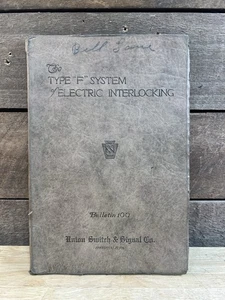 The
TYPE "F" SYSTEM
of ELECTRIC INTERLOCKING
Bulletin 100
Union Switch & Signal Co.